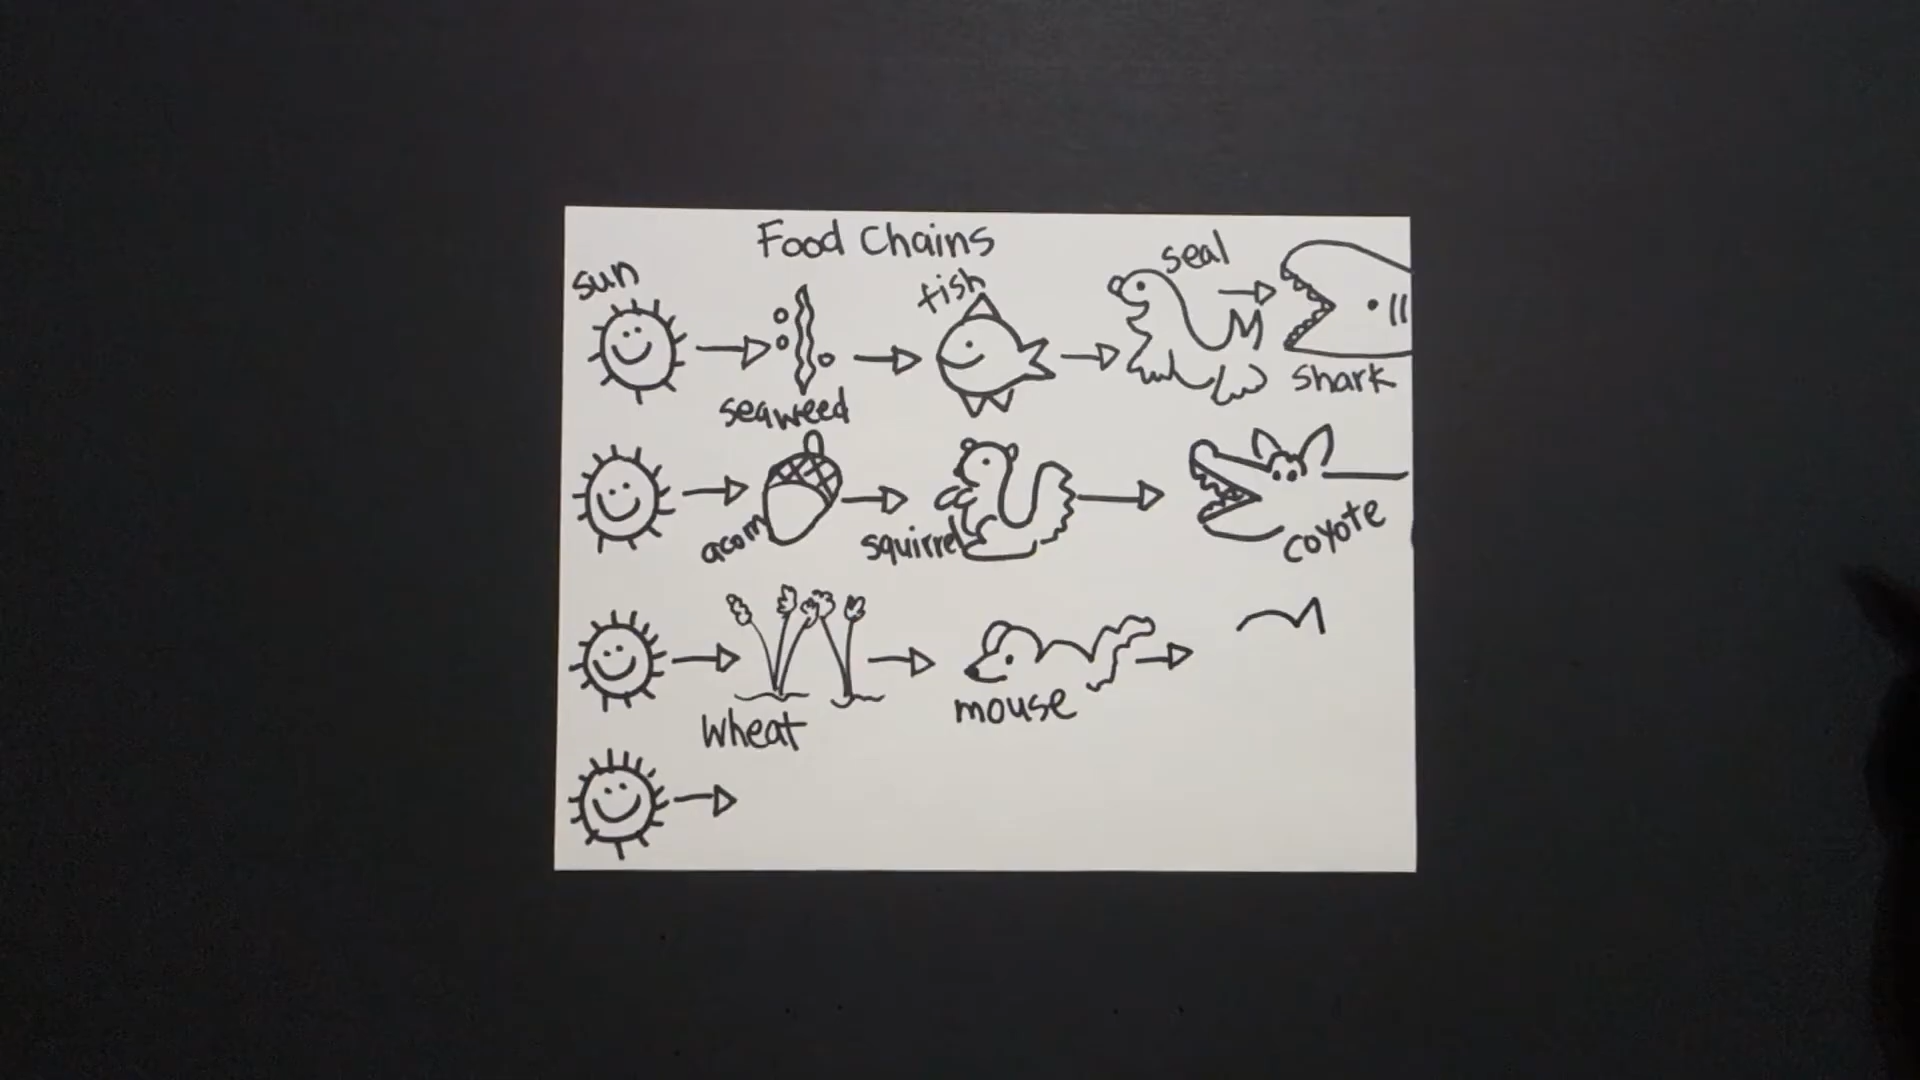 Food Chains
sun
seaweed
fish
seal
shark
acorn
squirrel
coyote
wheat
mouse